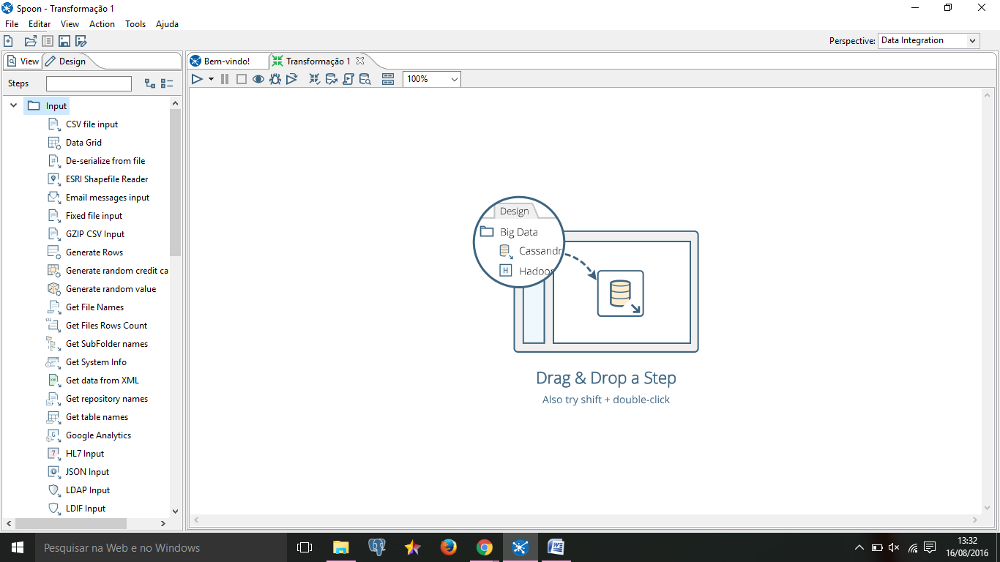 Spoon - Transformação 1
File Editar View Action Tools Ajuda
Perspective: Data Integration
View Design
Bem-vindo! Transformação 1
Steps
100%
Input
CSV file input
Data Grid
De-serialize from file
ESRI Shapefile Reader
Email messages input
Fixed file input
GZIP CSV Input
Generate Rows
Generate random credit ca
Generate random value
Get File Names
Get Files Rows Count
Get SubFolder names
Get System Info
Get data from XML
Get repository names
Get table names
Google Analytics
HL7 Input
JSON Input
LDAP Input
LDIF Input
Design
Big Data
Cassandr
H Hadoop
Drag & Drop a Step
Also try shift + double-click
Pesquisar na Web e no Windows
13:32
16/08/2016